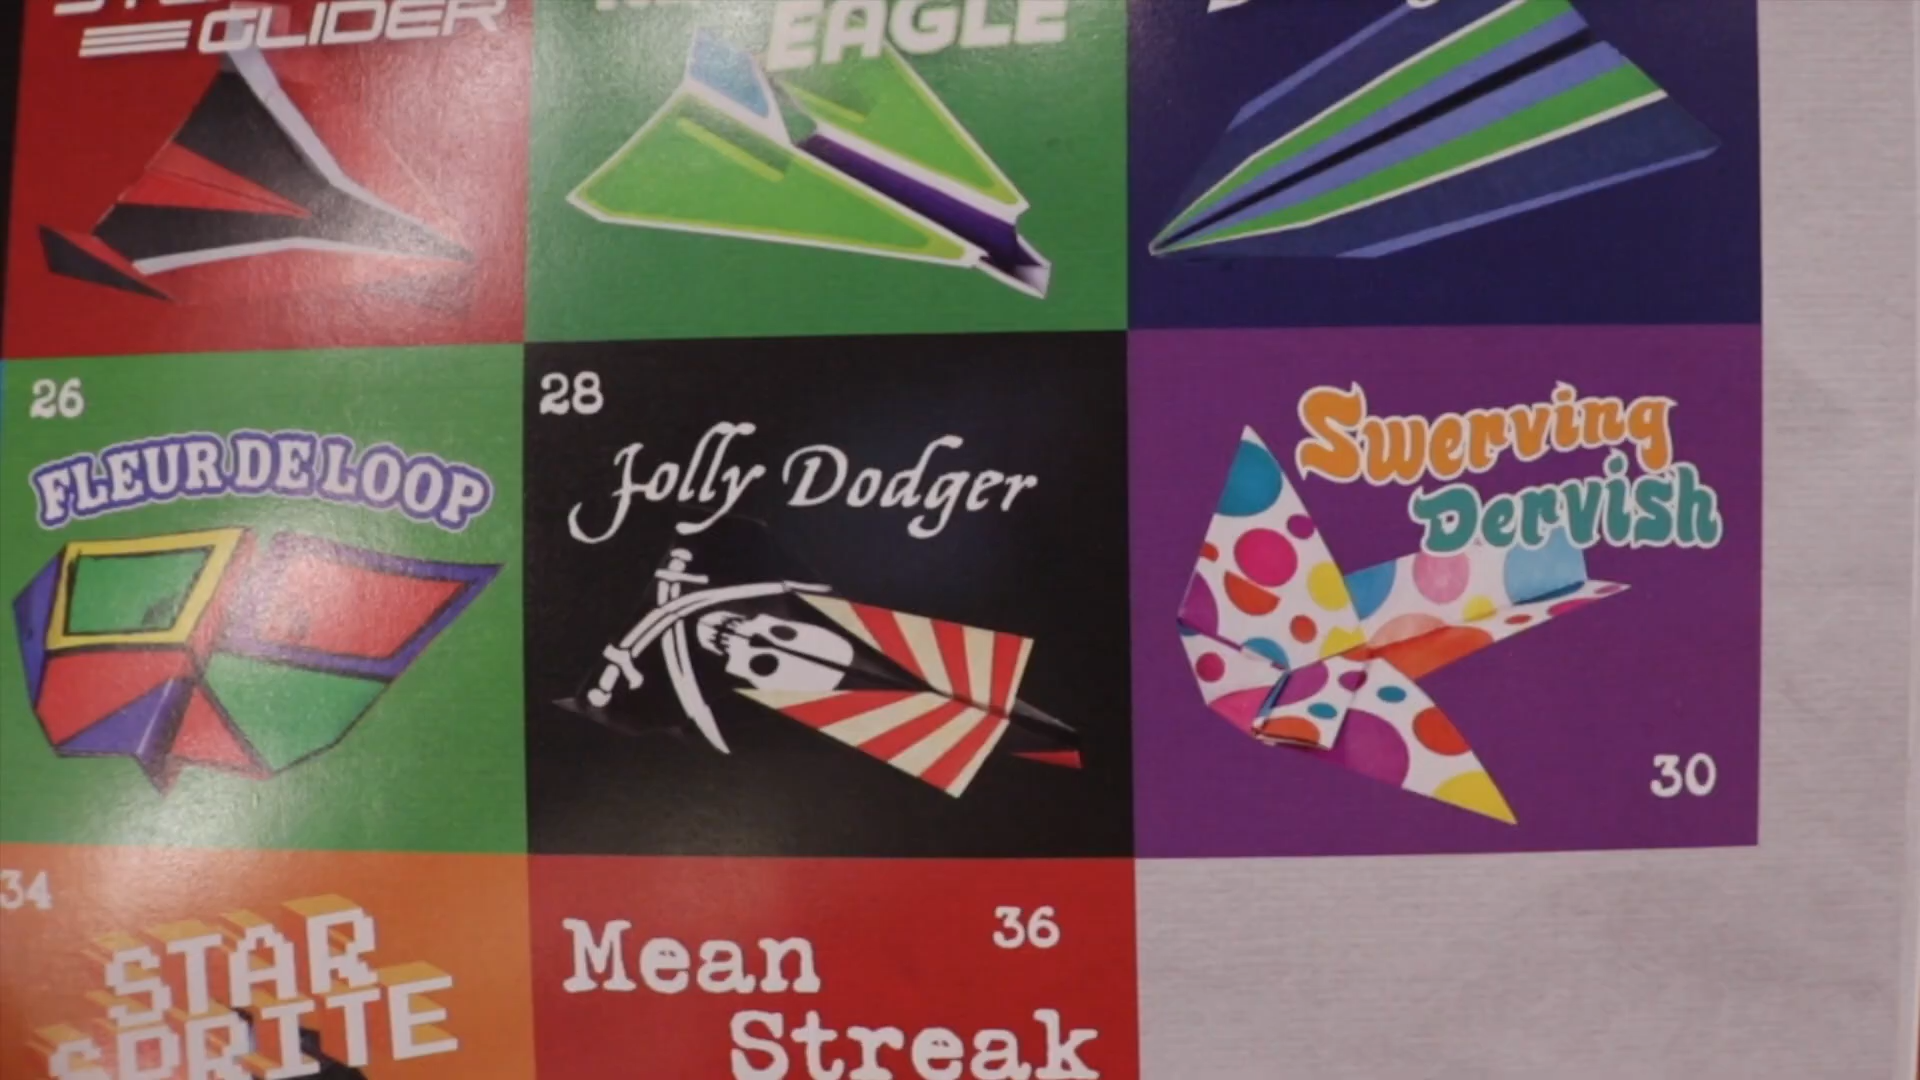 GLIDER
EAGLE
26
FLEUR DE LOOP
28
Jolly Dodger
Swerving
Dervish
30
34
STAR
SPRITE
36
Mean
Streak